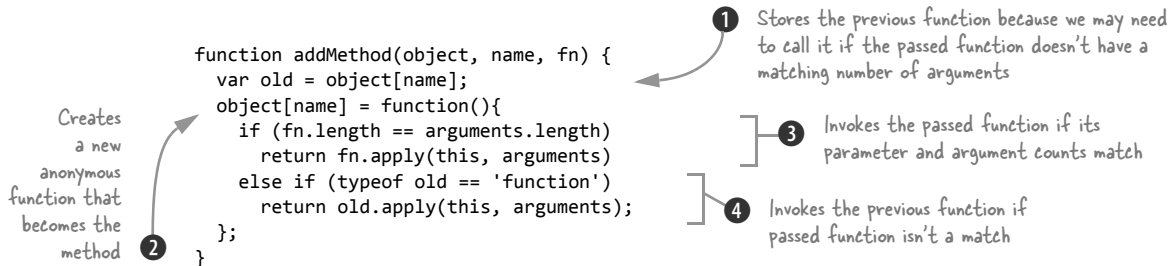 1 Stores the previous function because we may need
to call it if the passed function doesn't have a
matching number of arguments
function addMethod(object, name, fn) {
  var old = object[name];
  object[name] = function(){
    if (fn.length == arguments.length)
      return fn.apply(this, arguments)
    else if (typeof old == 'function')
      return old.apply(this, arguments);
  };
}
Creates
a new
anonymous
function that
becomes the
method 2
3 Invokes the passed function if its
parameter and argument counts match
4 Invokes the previous function if
passed function isn't a match